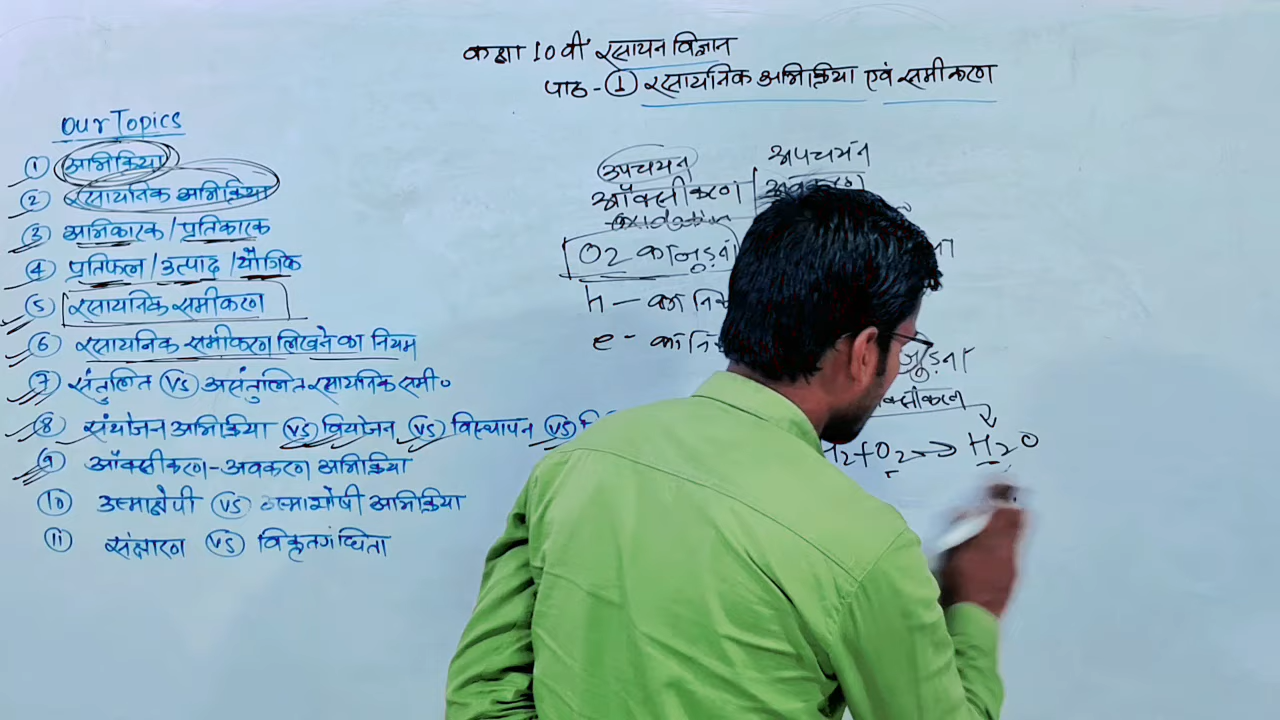 कक्षा 10वीं रसायन विज्ञान
पाठ-① रसायनिक अभिक्रिया एवं समीकरण
Our Topics
① अभिक्रिया
② रसायनिक अभिक्रिया
③ अभिकारक/प्रतिकारक
④ प्रतिफल/उत्पाद/यौगिक
⑤ रसायनिक समीकरण
⑥ रसायनिक समीकरण लिखने का नियम
⑦ संतुलित VS असंतुलित रसायनिक समी०
⑧ संयोजन अभिक्रिया VS वियोजन VS विस्थापन VS
⑨ ऑक्सीकरण-अवकरण अभिक्रिया
⑩ उस्माक्षेपी VS उस्माशोषी अभिक्रिया
⑪ संक्षारण VS विकृतगंधिता
उपचयन
अपचयन
ऑक्सीकरण
अवकरण
O2 का जुड़ना
H - का
e - का
जुड़ना
H2+O2 → H2O